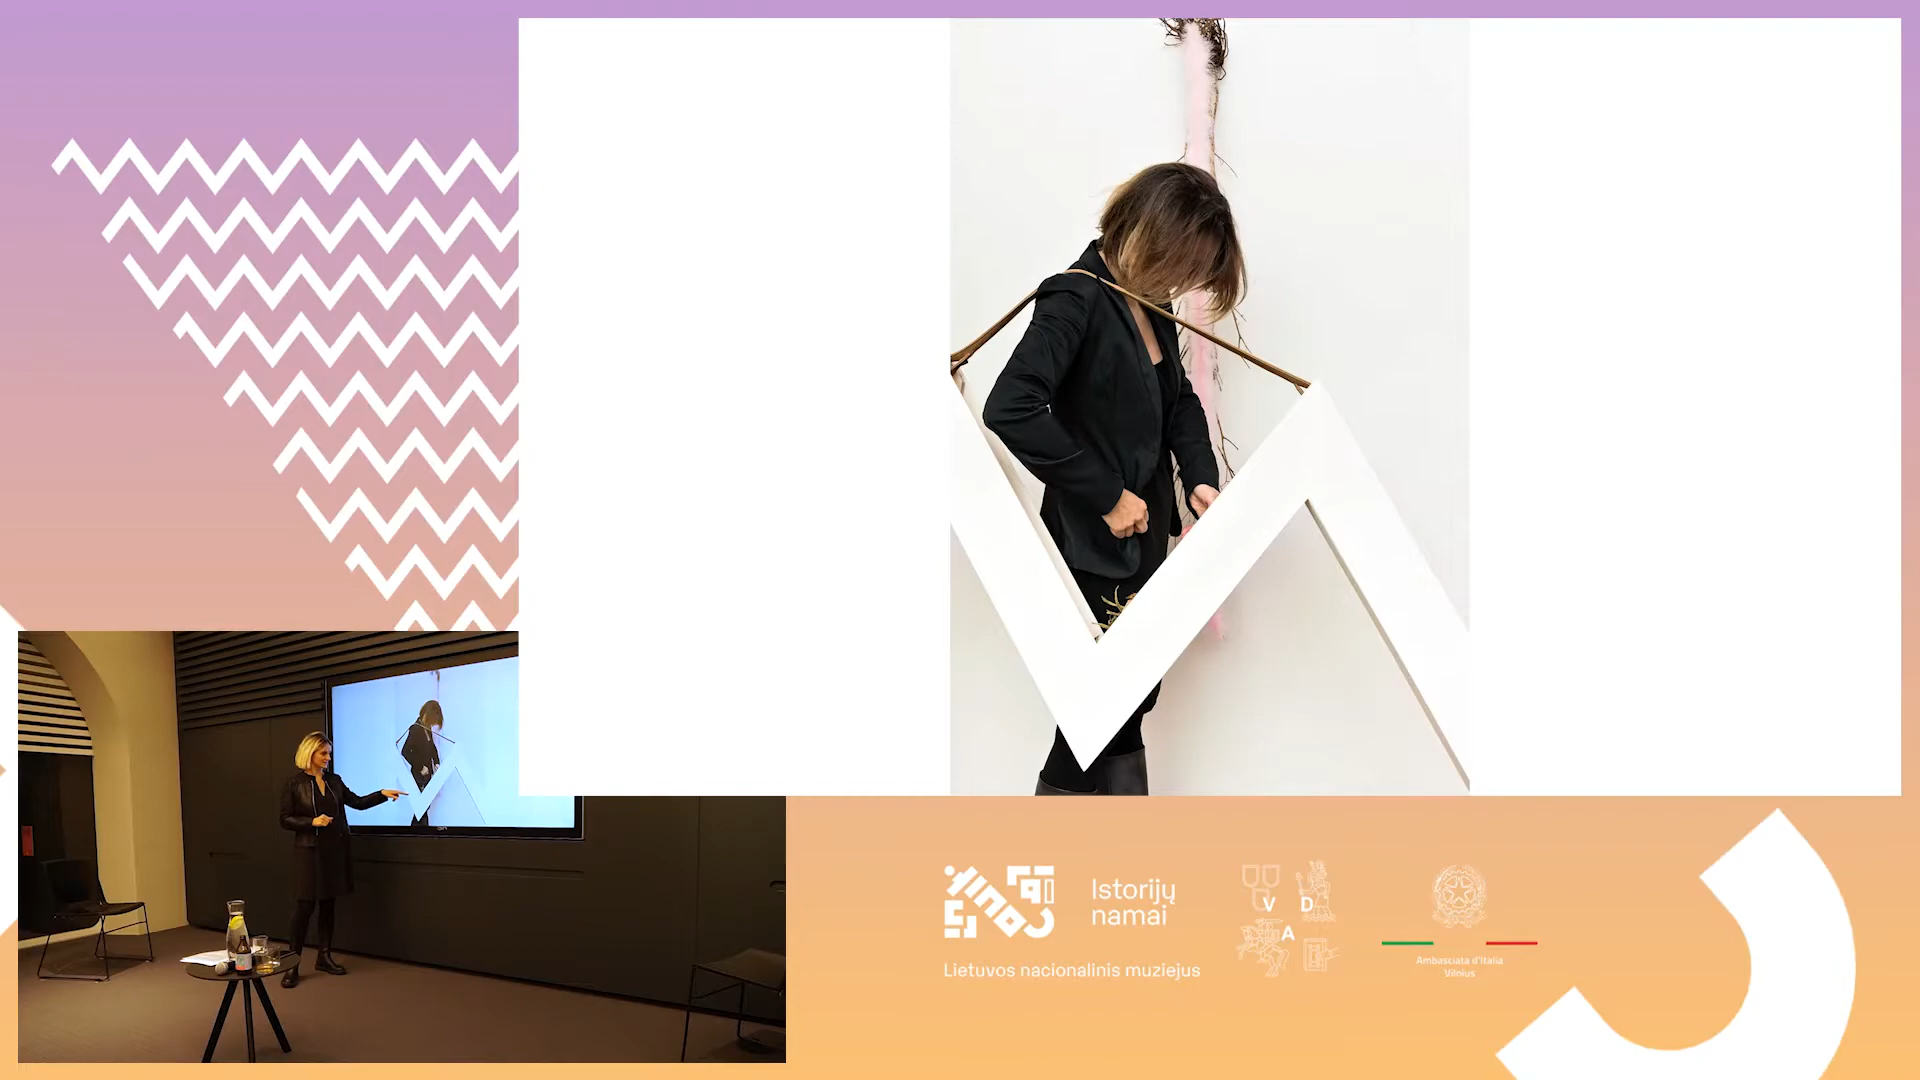 Istorijų
namai
Lietuvos nacionalinis muziejus
V D
A
Ambasciata d'Italia
Vilnius